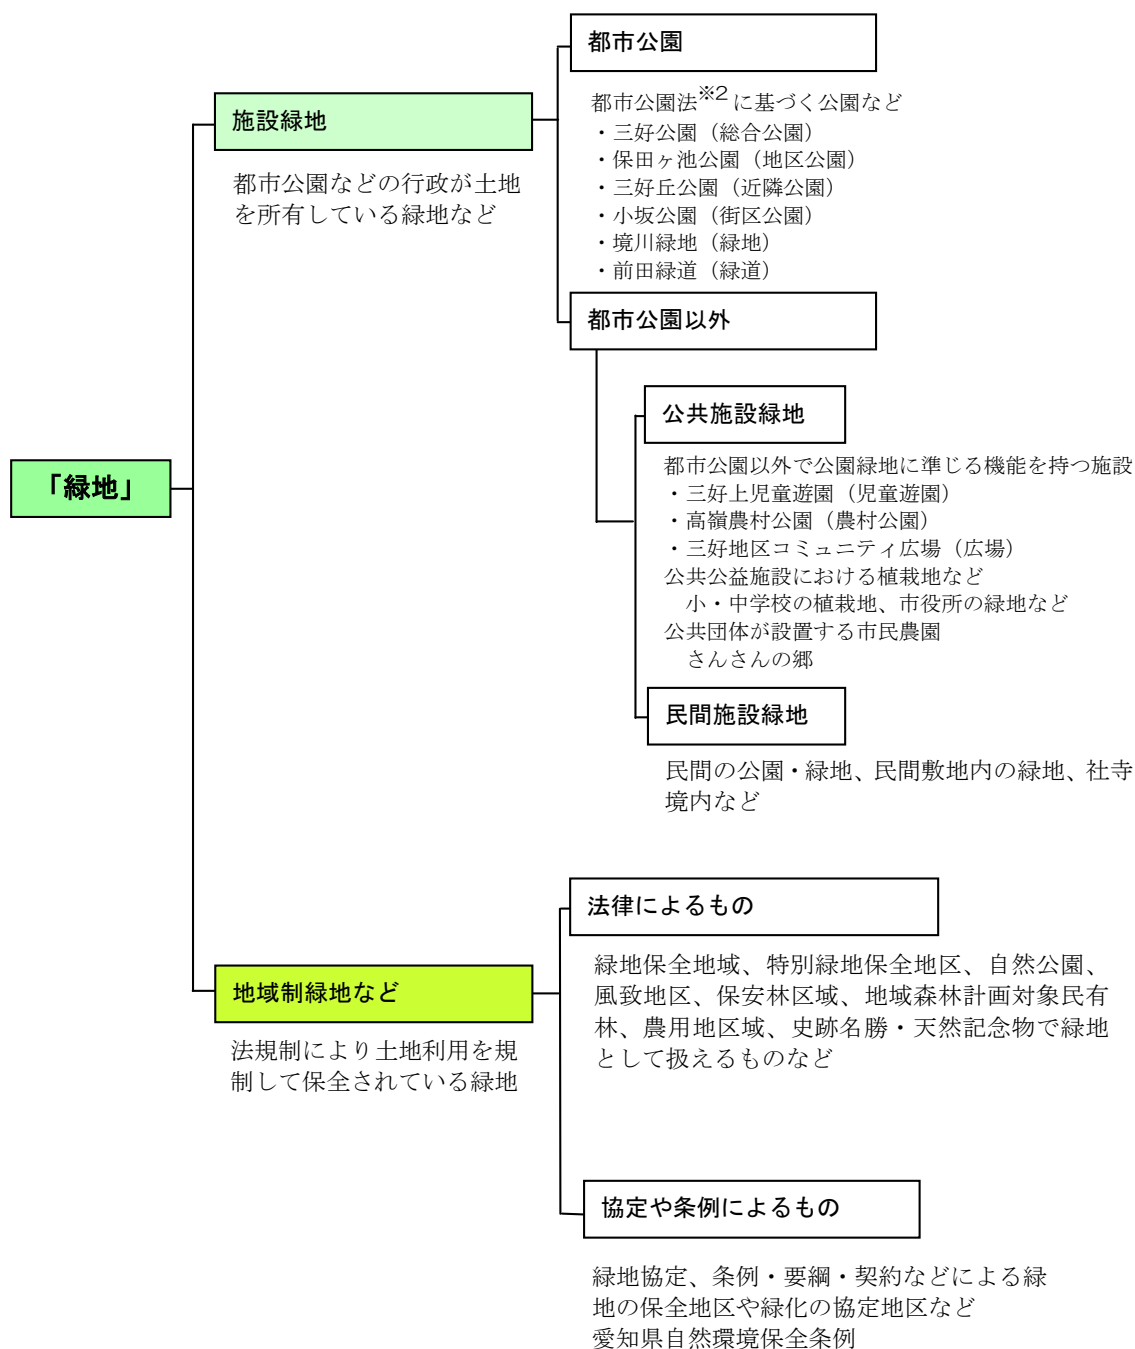 「緑地」
施設緑地
都市公園などの行政が土地
を所有している緑地など
都市公園
都市公園法※2に基づく公園など
・三好公園（総合公園）
・保田ヶ池公園（地区公園）
・三好丘公園（近隣公園）
・小坂公園（街区公園）
・境川緑地（緑地）
・前田緑道（緑道）
都市公園以外
公共施設緑地
都市公園以外で公園緑地に準じる機能を持つ施設
・三好上児童遊園（児童遊園）
・高嶺農村公園（農村公園）
・三好地区コミュニティ広場（広場）
公共公益施設における植栽地など
小・中学校の植栽地、市役所の緑地など
公共団体が設置する市民農園
さんさんの郷
民間施設緑地
民間の公園・緑地、民間敷地内の緑地、社寺
境内など
地域制緑地など
法規制により土地利用を規
制して保全されている緑地
法律によるもの
緑地保全地域、特別緑地保全地区、自然公園、
風致地区、保安林区域、地域森林計画対象民有
林、農用地区域、史跡名勝・天然記念物で緑地
として扱えるものなど
協定や条例によるもの
緑地協定、条例・要綱・契約などによる緑
地の保全地区や緑化の協定地区など
愛知県自然環境保全条例